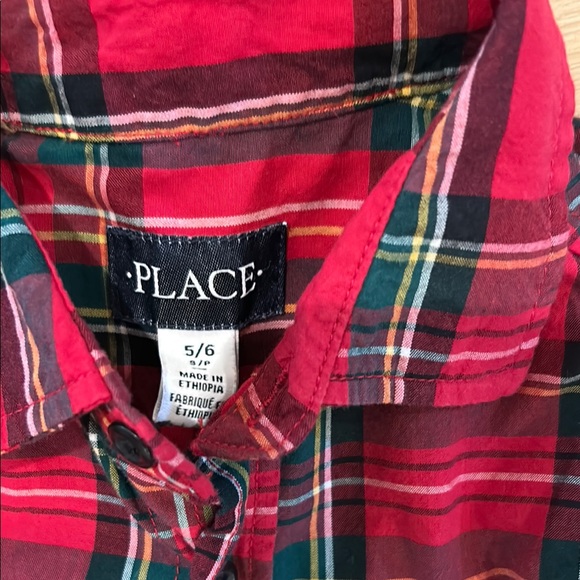 ·PLACE·
5/6
S/P
MADE IN
ETHIOPIA
FABRIQUÉ